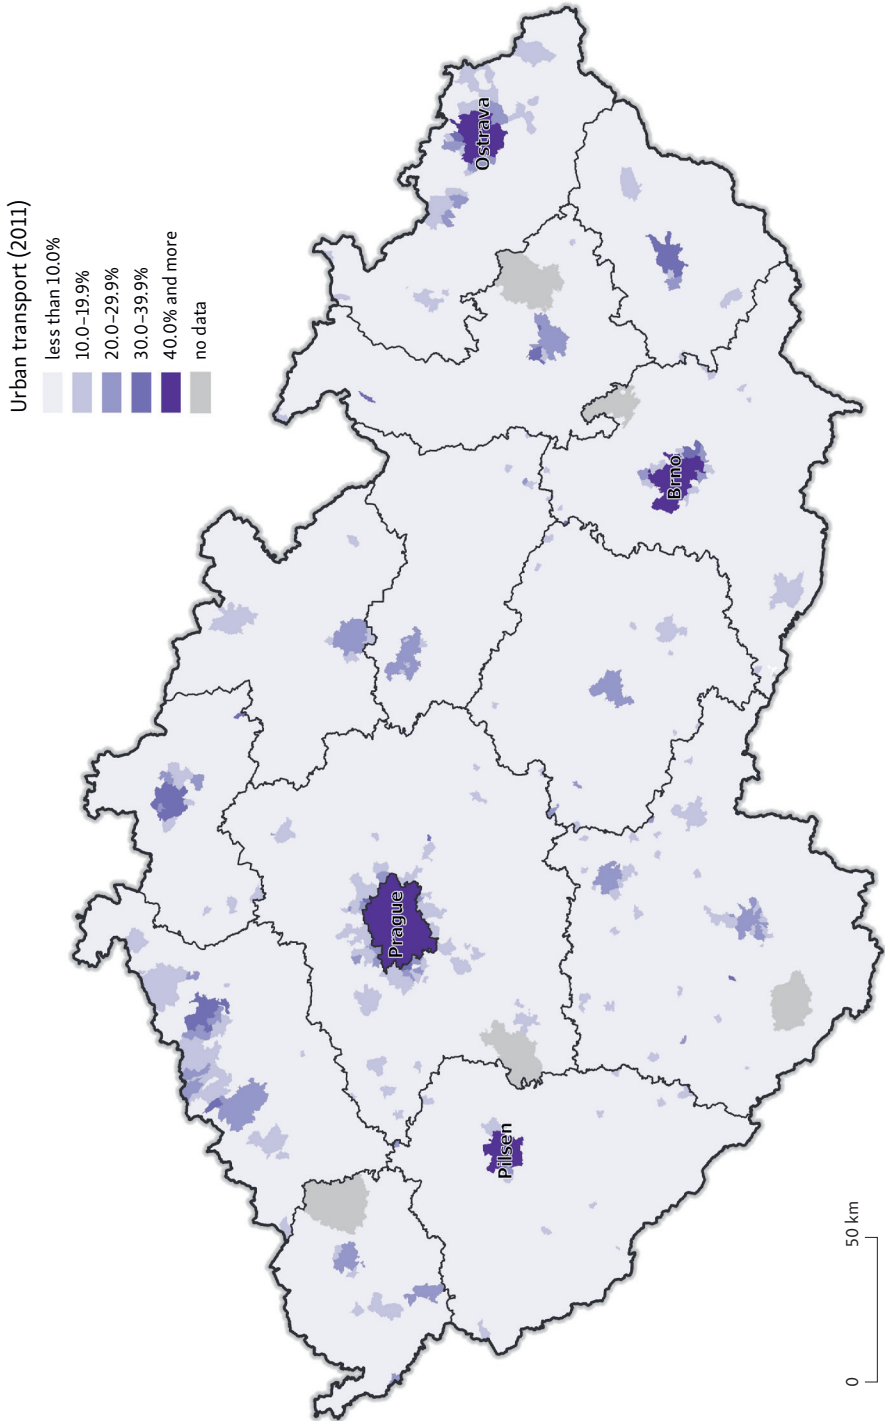 Urban transport (2011)
less than 10.0%
10.0–19.9%
20.0–29.9%
30.0–39.9%
40.0% and more
no data
Prague
Pilsen
Brno
Ostrava
0
50 km